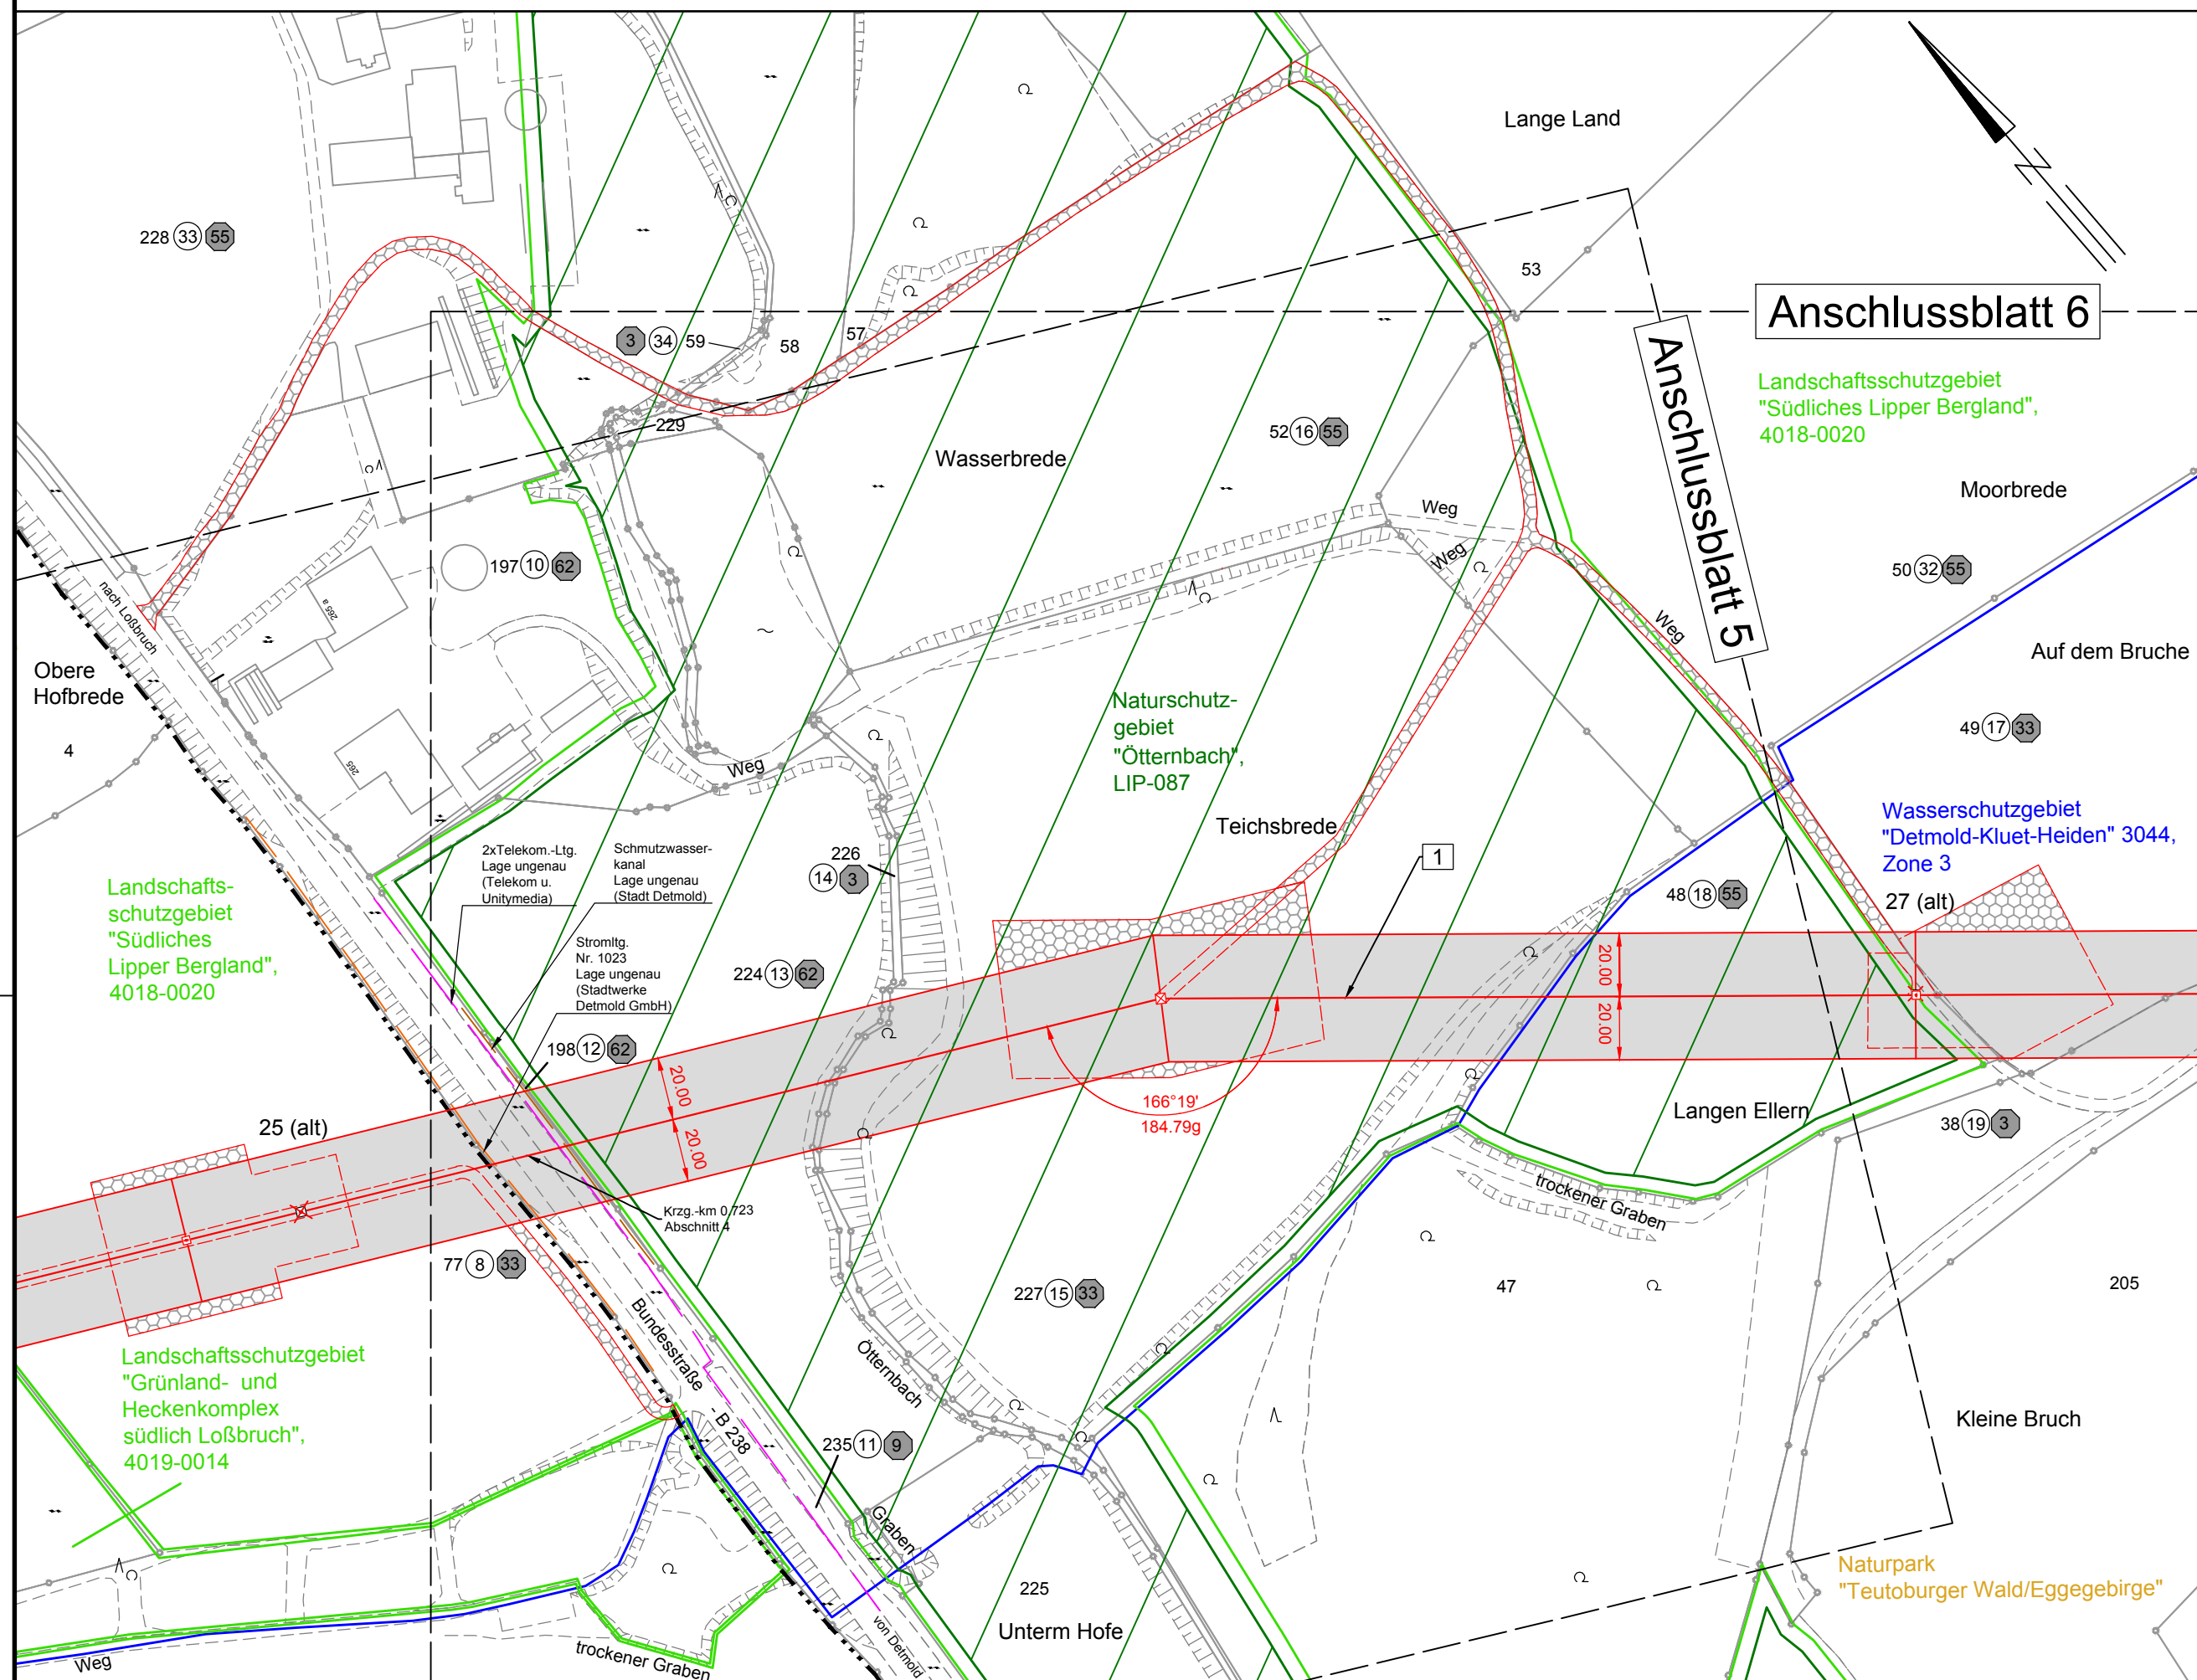 Lange Land
228 33 55
53
Anschlussblatt 6
3 34 59
58
57
Anschlussblatt 5
Landschaftsschutzgebiet
"Südliches Lipper Bergland",
4018-0020
229
52 16 55
Wasserbrede
Moorbrede
Weg
Weg
197 10 62
50 32 55
nach Loßbruch
265 a
Weg
Auf dem Bruche
Obere
Hofbrede
4
Naturschutz-
gebiet
"Ötternbach",
LIP-087
49 17 33
265
Weg
Wasserschutzgebiet
"Detmold-Kluet-Heiden" 3044,
Zone 3
Teichsbrede
1
2xTelekom.-Ltg.
Lage ungenau
(Telekom u.
Unitymedia)
Schmutzwasser-
kanal
Lage ungenau
(Stadt Detmold)
226
14 3
Landschafts-
schutzgebiet
"Südliches
Lipper Bergland",
4018-0020
48 18 55
27 (alt)
Stromltg.
Nr. 1023
Lage ungenau
(Stadtwerke
Detmold GmbH)
224 13 62
20.00
20.00
198 12 62
20.00
20.00
166°19'
184.79g
Langen Ellern
38 19 3
25 (alt)
trockener Graben
Krzg.-km 0,723
Abschnitt 4
77 8 33
227 15 33
47
205
Bundesstraße
- B 238
Ötternbach
Landschaftsschutzgebiet
"Grünland- und
Heckenkomplex
südlich Loßbruch",
4019-0014
Kleine Bruch
235 11 9
Graben
225
Unterm Hofe
Naturpark
"Teutoburger Wald/Eggegebirge"
von Detmold
trockener Graben
Weg
N